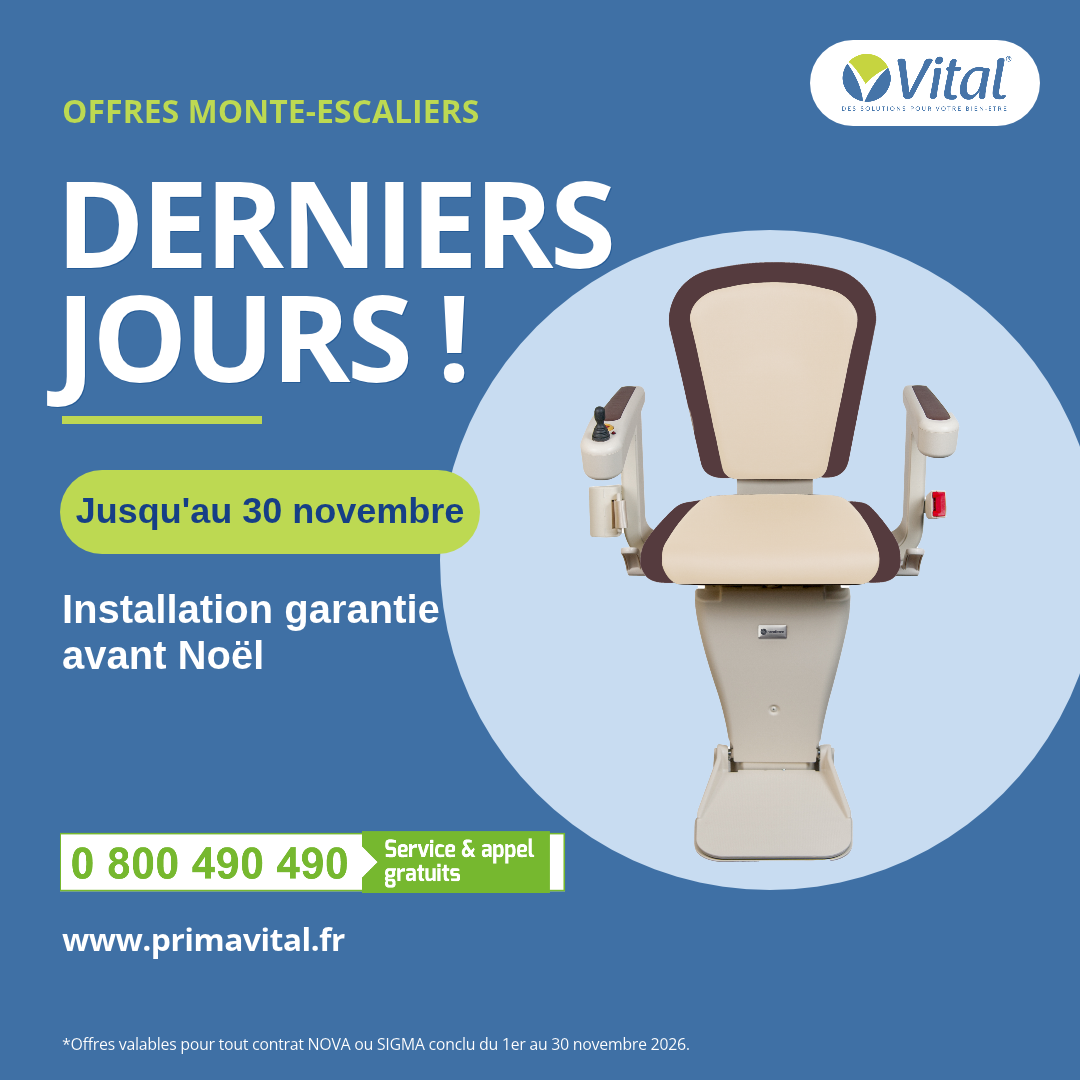 Vital®
DES SOLUTIONS POUR VOTRE BIEN-ETRE
OFFRES MONTE-ESCALIERS
DERNIERS
JOURS !
Jusqu'au 30 novembre
Installation garantie
avant Noël
0 800 490 490
Service & appel
gratuits
www.primavital.fr
*Offres valables pour tout contrat NOVA ou SIGMA conclu du 1er au 30 novembre 2026.